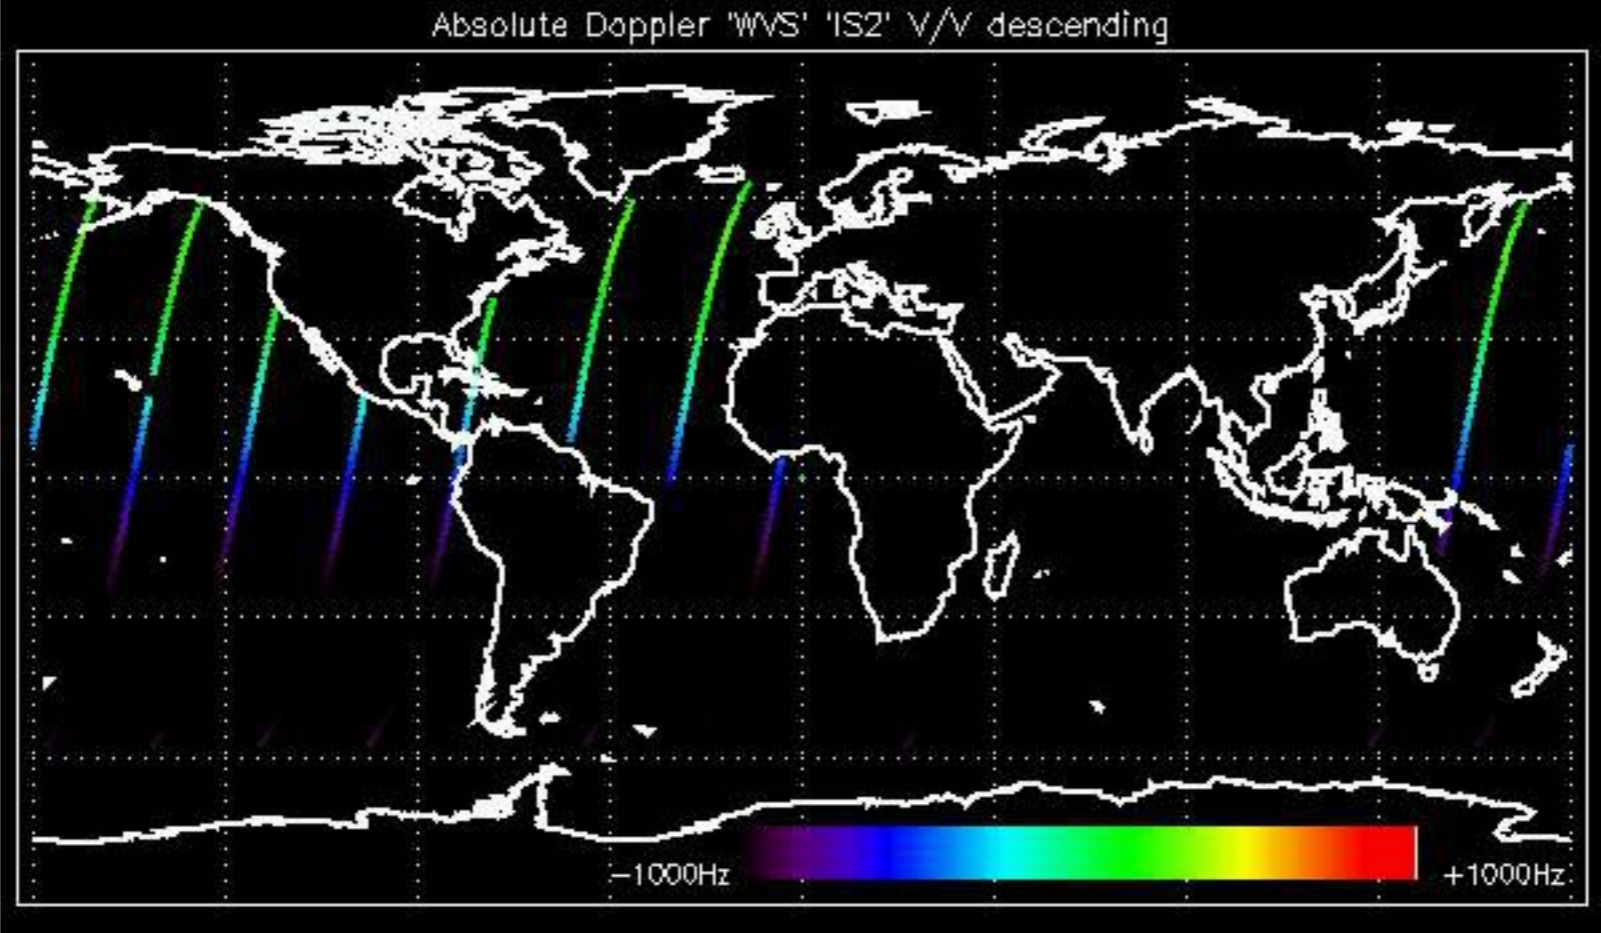 Absolute Doppler 'WVS' 'IS2' V/V descending
-1000Hz +1000Hz